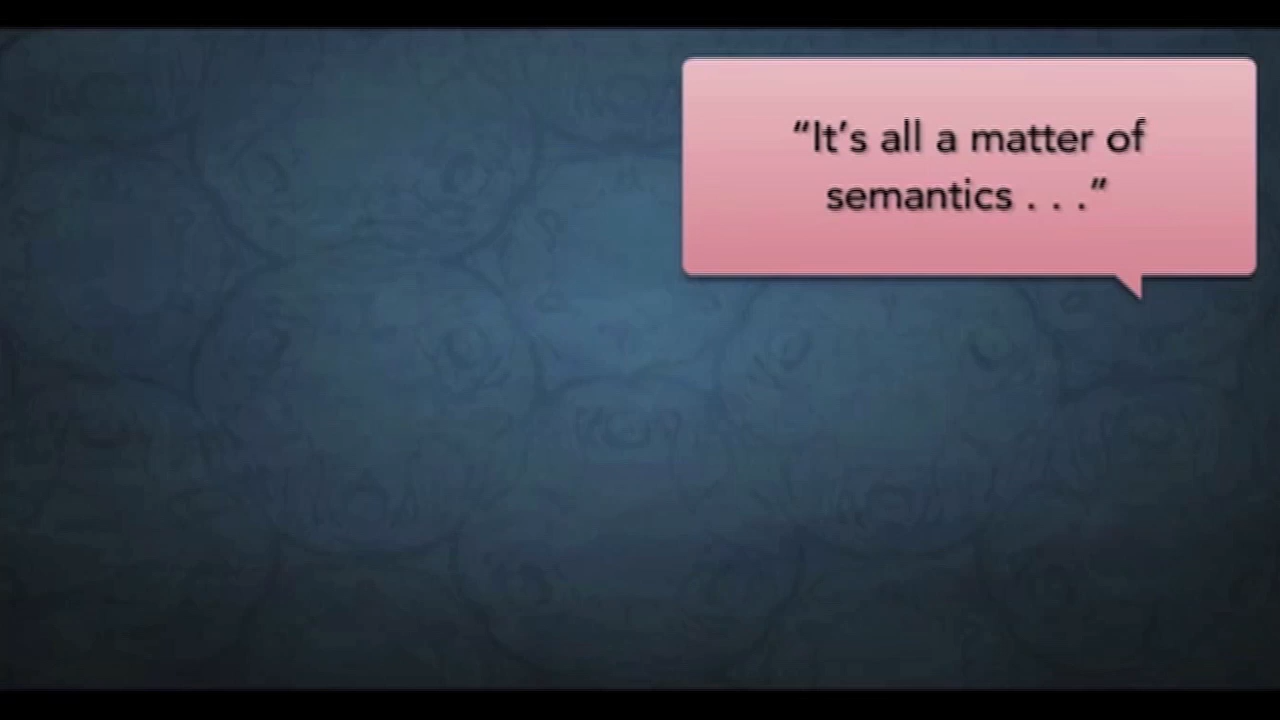 “It’s all a matter of
semantics . . .”